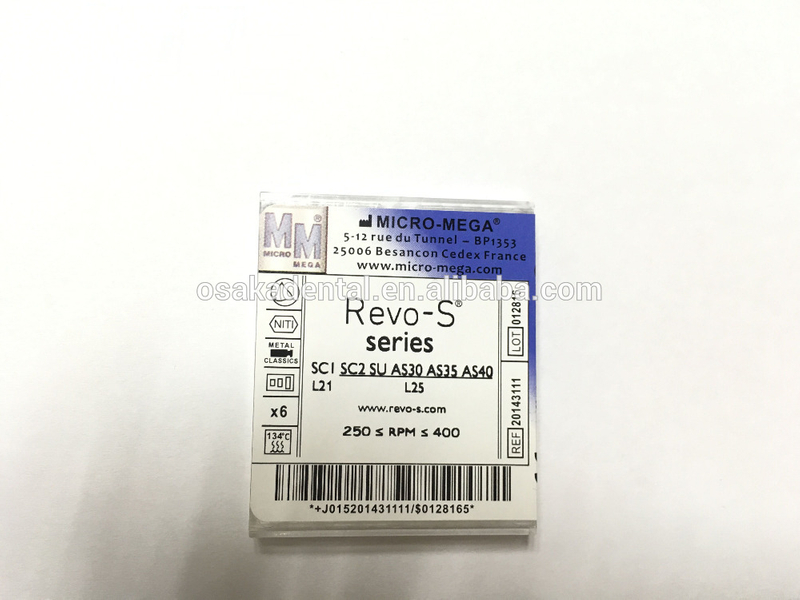 MM®
MICRO
MEGA
MICRO-MEGA®
5-12 rue du Tunnel – BP1353
25006 Besancon Cedex France
www.micro-mega.com
osakadental.en.alibaba.com
NITI
METAL
CLASSICS
x6
134°C
Revo-S®
series
SC1 SC2 SU AS30 AS35 AS40
L21 L25
www.revo-s.com
250 ≤ RPM ≤ 400
LOT 012816
REF 20143111
*+J015201431111/$0128165*